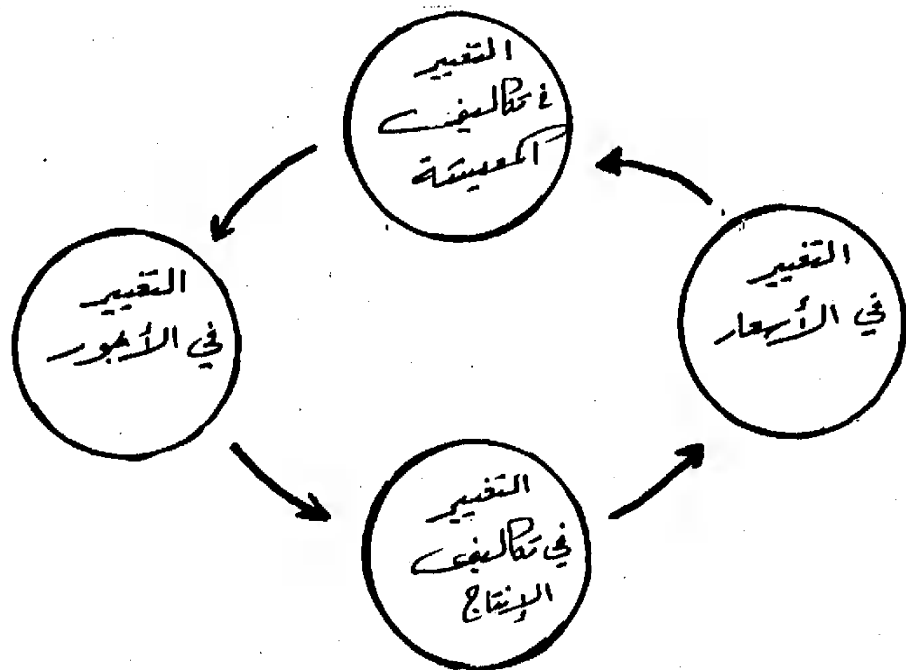 التغيير
في تكاليف
المعيشة
التغيير
في الأسعار
التغيير
في الأجور
التغيير
في تكاليف
الإنتاج